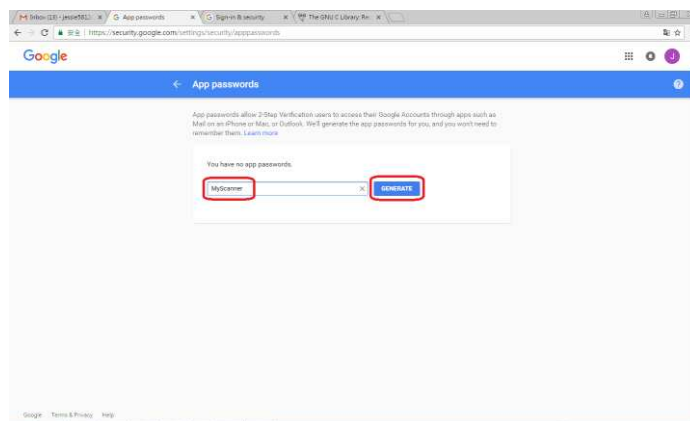 G App passwords
G Sign-in & security
The GNU C Library: Re
安全 https://security.google.com/settings/security/apppasswords
Google
J
← App passwords
App passwords allow 2-Step Verification users to access their Google Accounts through apps such as
Mail on an iPhone or Mac, or Outlook. We'll generate the app passwords for you, and you won't need to
remember them. Learn more
You have no app passwords.
MyScanner
GENERATE
Google Terms & Privacy Help